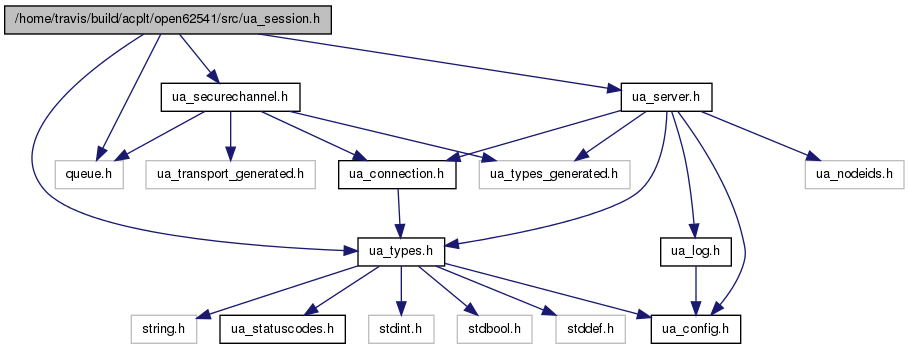 /home/travis/build/acplt/open62541/src/ua_session.h
ua_securechannel.h
ua_server.h
queue.h
ua_transport_generated.h
ua_connection.h
ua_types_generated.h
ua_nodeids.h
ua_types.h
ua_log.h
string.h
ua_statuscodes.h
stdint.h
stdbool.h
stddef.h
ua_config.h